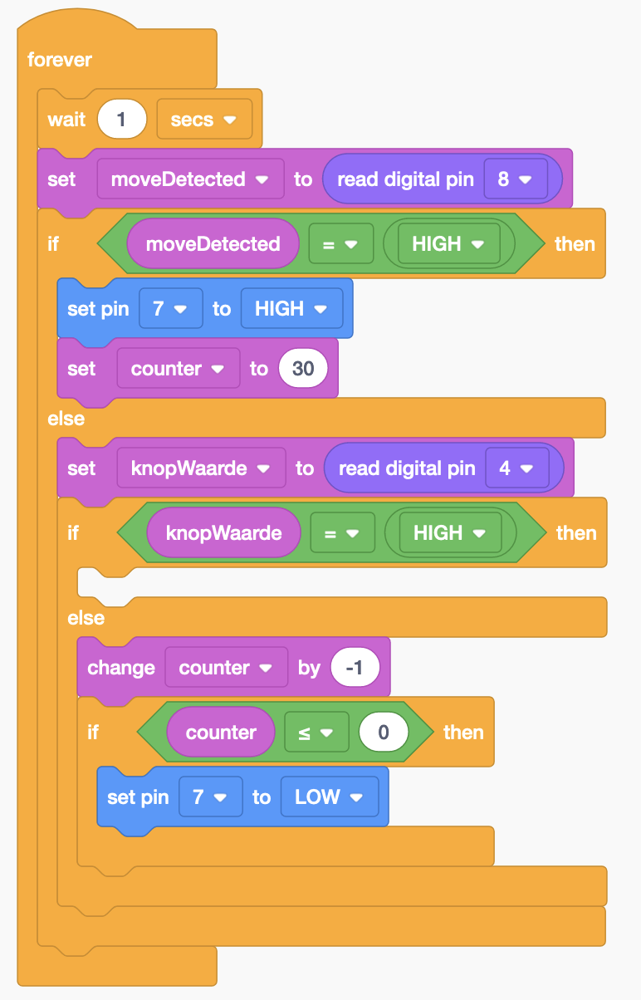 forever
wait 1 secs
set moveDetected to read digital pin 8
if moveDetected = HIGH then
set pin 7 to HIGH
set counter to 30
else
set knopWaarde to read digital pin 4
if knopWaarde = HIGH then
else
change counter by -1
if counter ≤ 0 then
set pin 7 to LOW